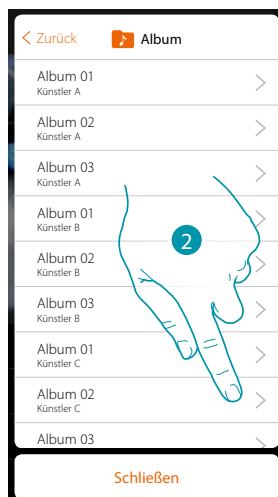 Zurück
Album
Album 01
Künstler A
Album 02
Künstler A
Album 03
Künstler A
Album 01
Künstler B
Album 02
Künstler B
Album 03
Künstler B
Album 01
Künstler C
Album 02
Künstler C
Album 03
2
Schließen